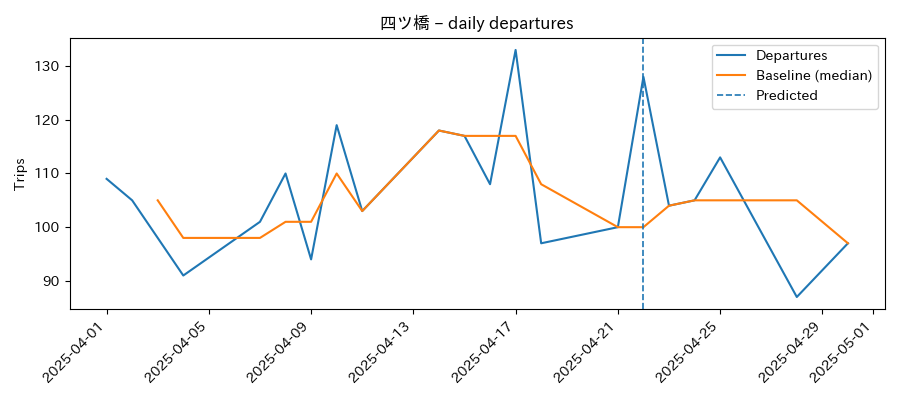 四ツ橋 – daily departures
Departures
Baseline (median)
Predicted
Trips
130
120
110
100
90
2025-04-01
2025-04-05
2025-04-09
2025-04-13
2025-04-17
2025-04-21
2025-04-25
2025-04-29
2025-05-01